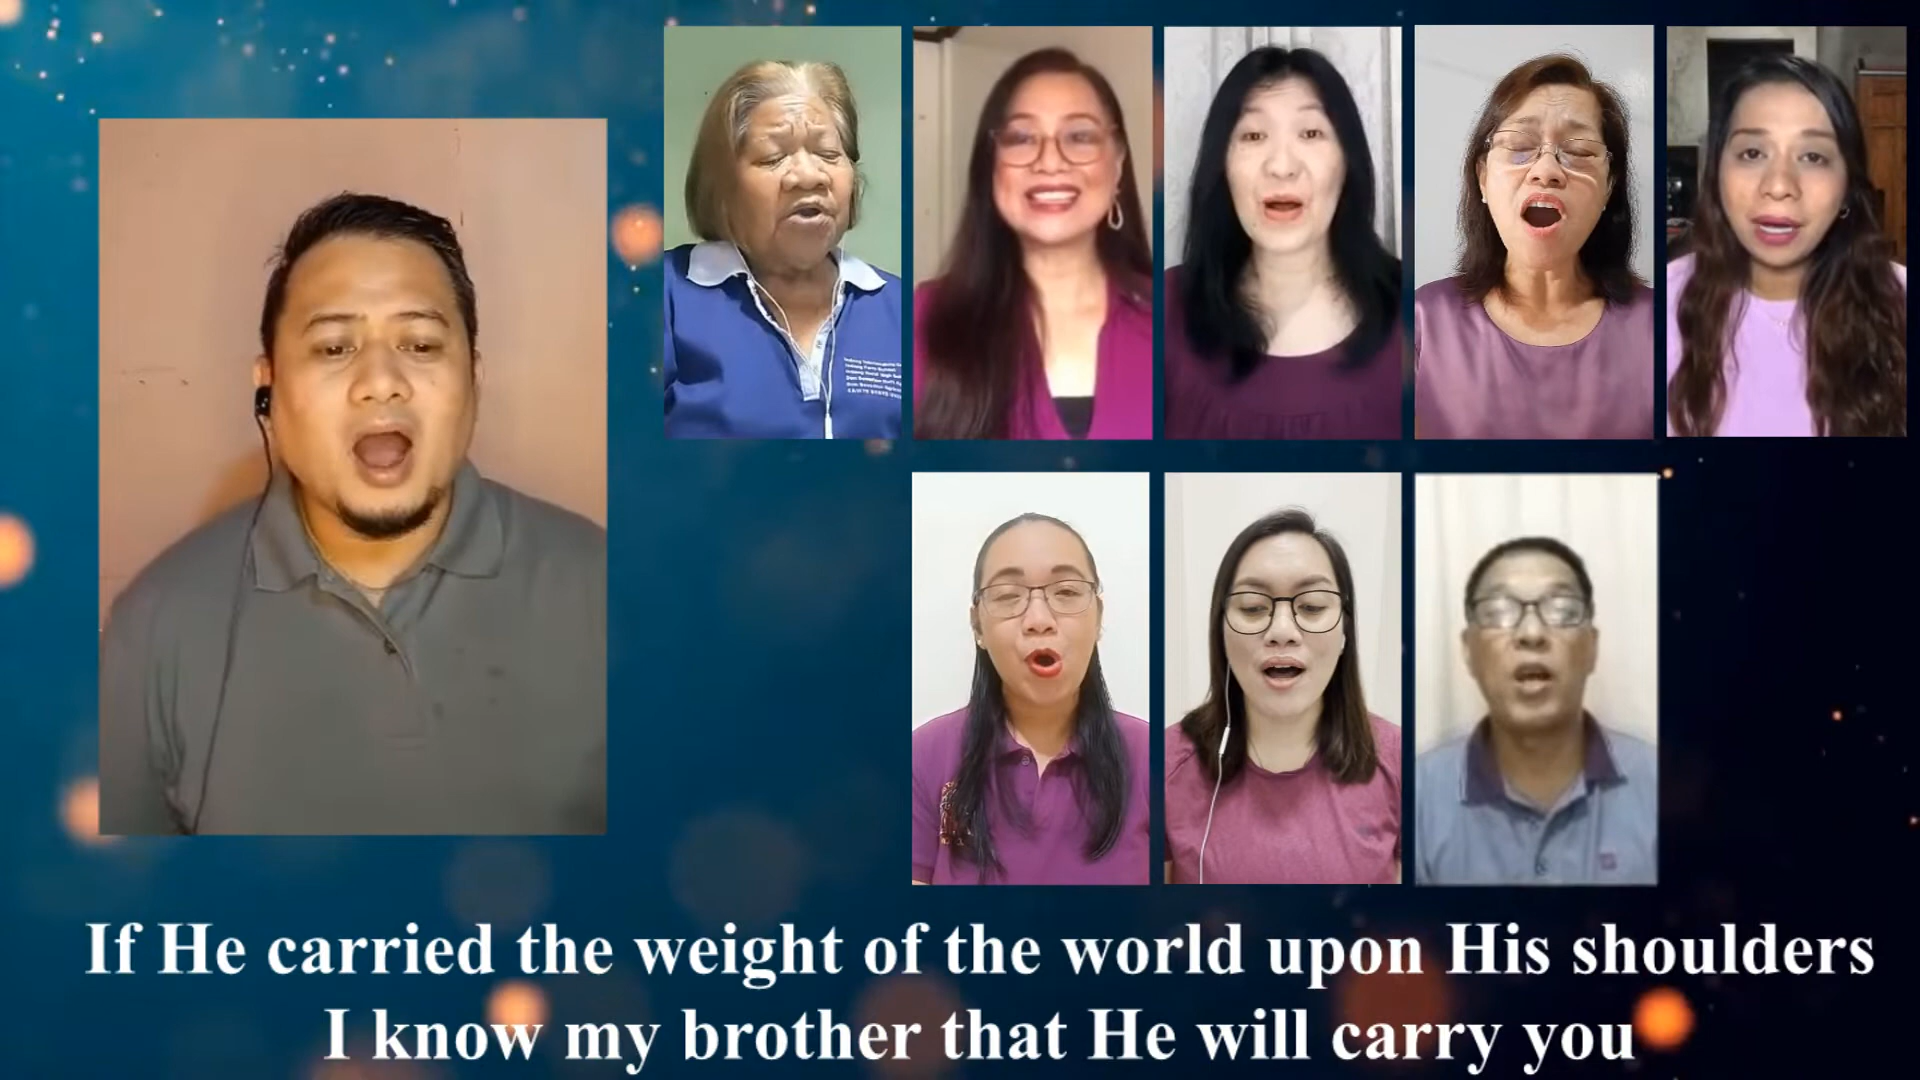 If He carried the weight of the world upon His shoulders
I know my brother that He will carry you